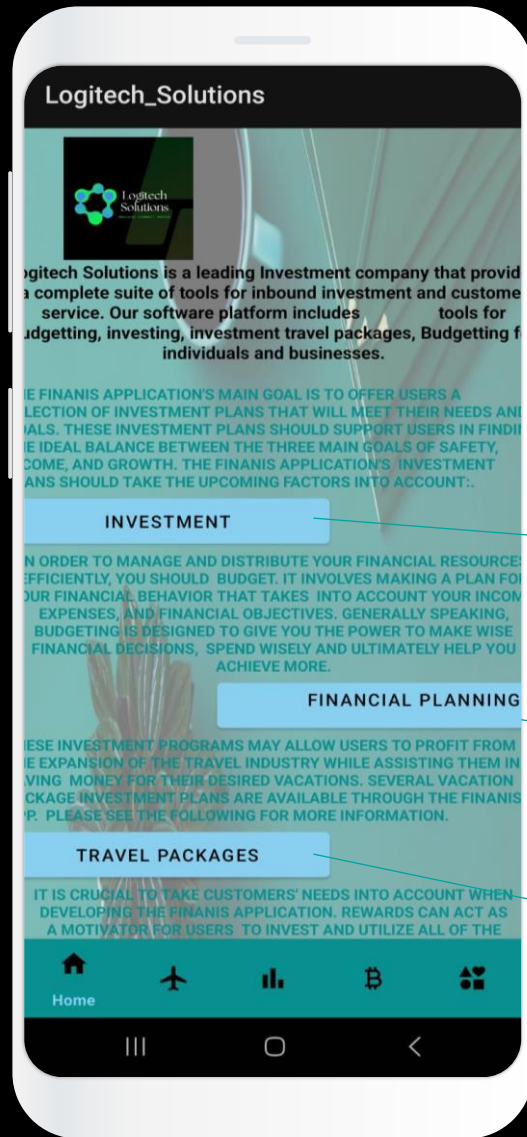 Logitech_Solutions
Logitech
Solutions
ogitech Solutions is a leading Investment company that provid
a complete suite of tools for inbound investment and custome
service. Our software platform includes tools for
udgetting, investing, investment travel packages, Budgetting f
individuals and businesses.
E FINANIS APPLICATION'S MAIN GOAL IS TO OFFER USERS A
LECTION OF INVESTMENT PLANS THAT WILL MEET THEIR NEEDS AND
ALS. THESE INVESTMENT PLANS SHOULD SUPPORT USERS IN FINDI
E IDEAL BALANCE BETWEEN THE THREE MAIN GOALS OF SAFETY,
COME, AND GROWTH. THE FINANIS APPLICATION'S INVESTMENT
ANS SHOULD TAKE THE UPCOMING FACTORS INTO ACCOUNT:.
INVESTMENT
N ORDER TO MANAGE AND DISTRIBUTE YOUR FINANCIAL RESOURCES
EFFICIENTLY, YOU SHOULD BUDGET. IT INVOLVES MAKING A PLAN FOR
OUR FINANCIAL BEHAVIOR THAT TAKES INTO ACCOUNT YOUR INCOM
EXPENSES, AND FINANCIAL OBJECTIVES. GENERALLY SPEAKING,
BUDGETING IS DESIGNED TO GIVE YOU THE POWER TO MAKE WISE
FINANCIAL DECISIONS, SPEND WISELY AND ULTIMATELY HELP YOU
ACHIEVE MORE.
FINANCIAL PLANNING
ESE INVESTMENT PROGRAMS MAY ALLOW USERS TO PROFIT FROM
E EXPANSION OF THE TRAVEL INDUSTRY WHILE ASSISTING THEM IN
VING MONEY FOR THEIR DESIRED VACATIONS. SEVERAL VACATION
CKAGE INVESTMENT PLANS ARE AVAILABLE THROUGH THE FINANIS
PP. PLEASE SEE THE FOLLOWING FOR MORE INFORMATION.
TRAVEL PACKAGES
IT IS CRUCIAL TO TAKE CUSTOMERS' NEEDS INTO ACCOUNT WHEN
DEVELOPING THE FINANIS APPLICATION. REWARDS CAN ACT AS
A MOTIVATOR FOR USERS TO INVEST AND UTILIZE ALL OF THE
Home